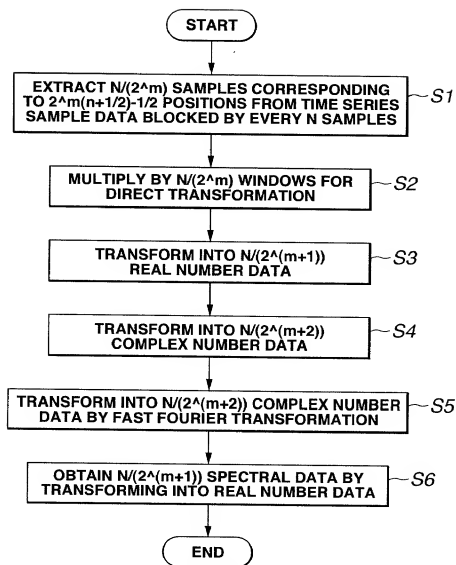 START
EXTRACT N/(2^m) SAMPLES CORRESPONDING
TO 2^m(n+1/2)-1/2 POSITIONS FROM TIME SERIES
SAMPLE DATA BLOCKED BY EVERY N SAMPLES
S1
MULTIPLY BY N/(2^m) WINDOWS FOR
DIRECT TRANSFORMATION
S2
TRANSFORM INTO N/(2^(m+1))
REAL NUMBER DATA
S3
TRANSFORM INTO N/(2^(m+2))
COMPLEX NUMBER DATA
S4
TRANSFORM INTO N/(2^(m+2)) COMPLEX NUMBER
DATA BY FAST FOURIER TRANSFORMATION
S5
OBTAIN N/(2^(m+1)) SPECTRAL DATA BY
TRANSFORMING INTO REAL NUMBER DATA
S6
END